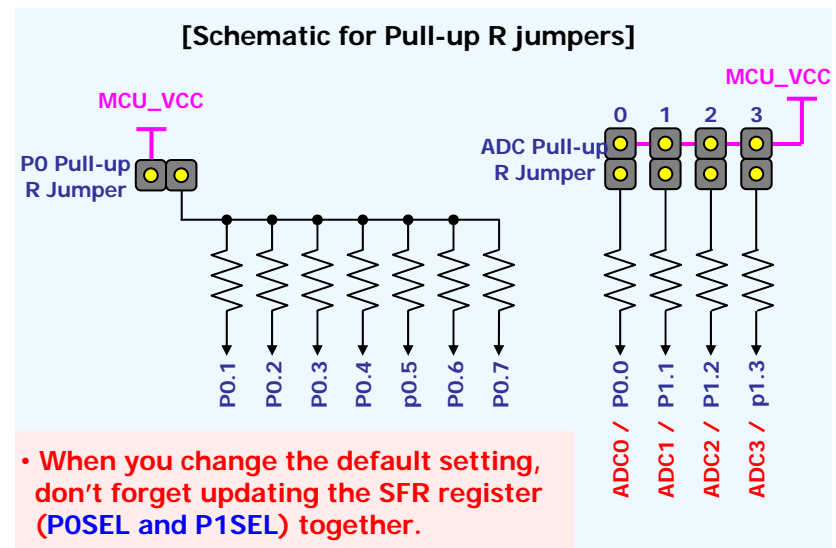 [Schematic for Pull-up R jumpers]
MCU_VCC
P0 Pull-up
R Jumper
P0.1
P0.2
P0.3
P0.4
p0.5
P0.6
P0.7
MCU_VCC
0 1 2 3
ADC Pull-up
R Jumper
ADC0 / P0.0
ADC1 / P1.1
ADC2 / P1.2
ADC3 / p1.3
• When you change the default setting,
don't forget updating the SFR register
(P0SEL and P1SEL) together.